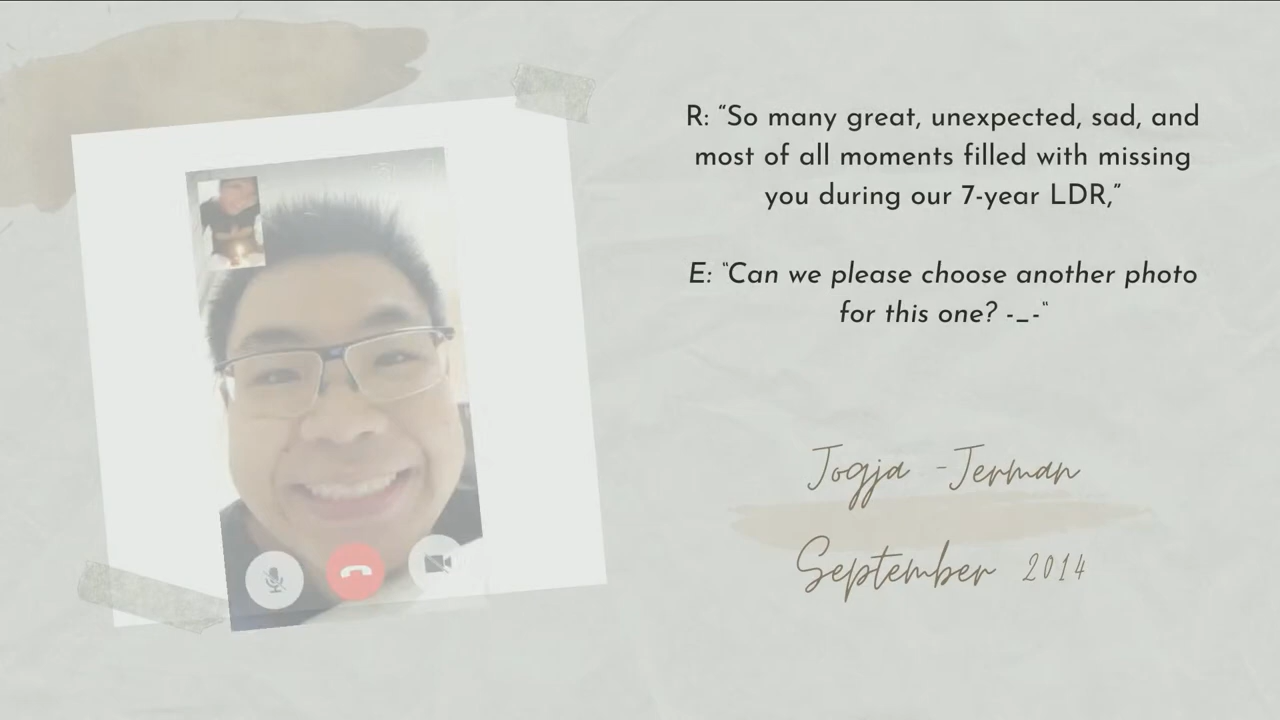 R: “So many great, unexpected, sad, and
most of all moments filled with missing
you during our 7-year LDR,”
E: “Can we please choose another photo
for this one? -_-“
Jogja -Jerman
September 2014